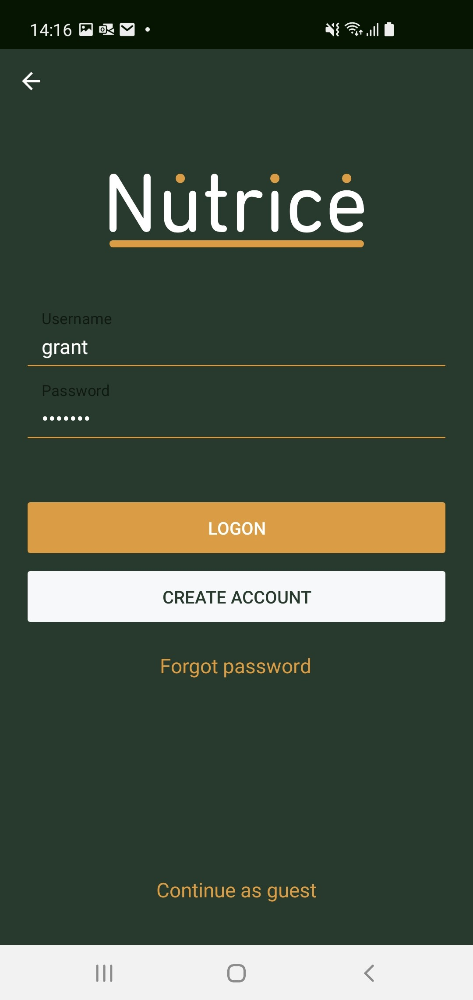 14:16
Nutrice
Username
grant
Password
•••••••
LOGON
CREATE ACCOUNT
Forgot password
Continue as guest